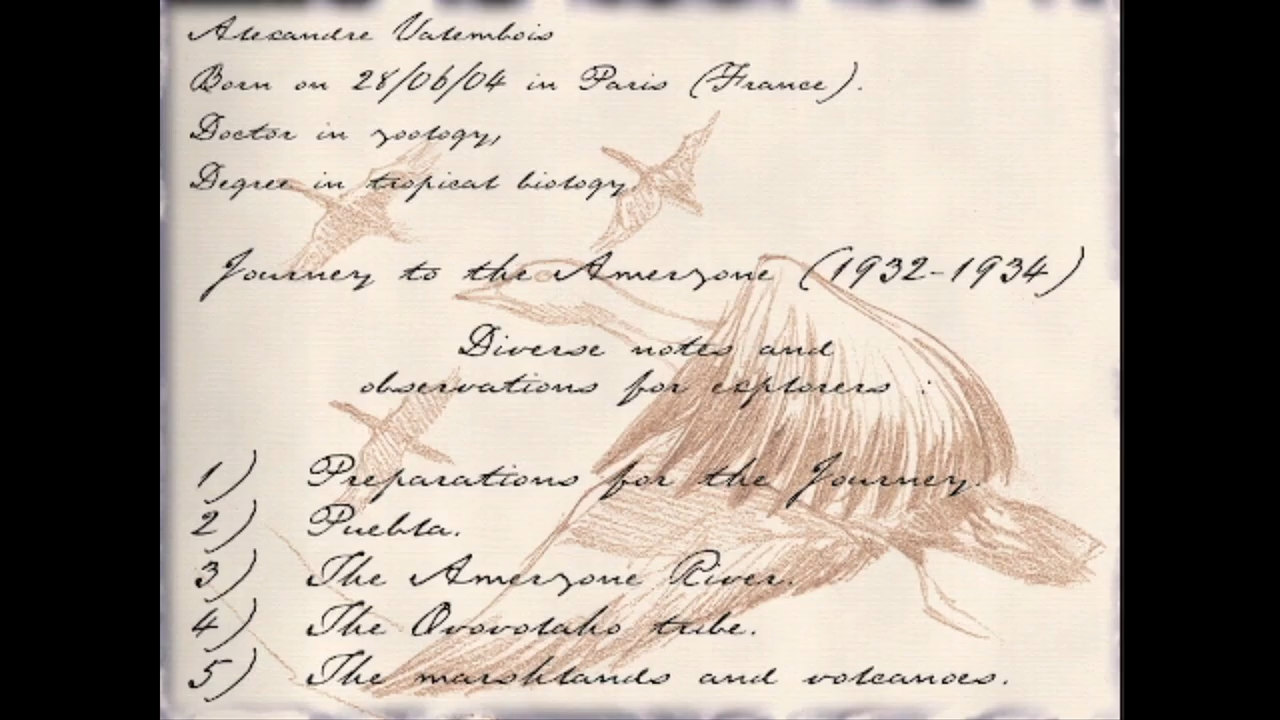 Alexandre Valembois
Born on 28/06/04 in Paris (France).
Doctor in zoology,
Degree in tropical biology
Journey to the Amerzone (1932-1934)
Diverse notes and
observations for explorers :
1) Preparations for the Journey.
2) Puebla.
3) The Amerzone River.
4) The Ovovolaho tribe.
5) The marshlands and volcanoes.